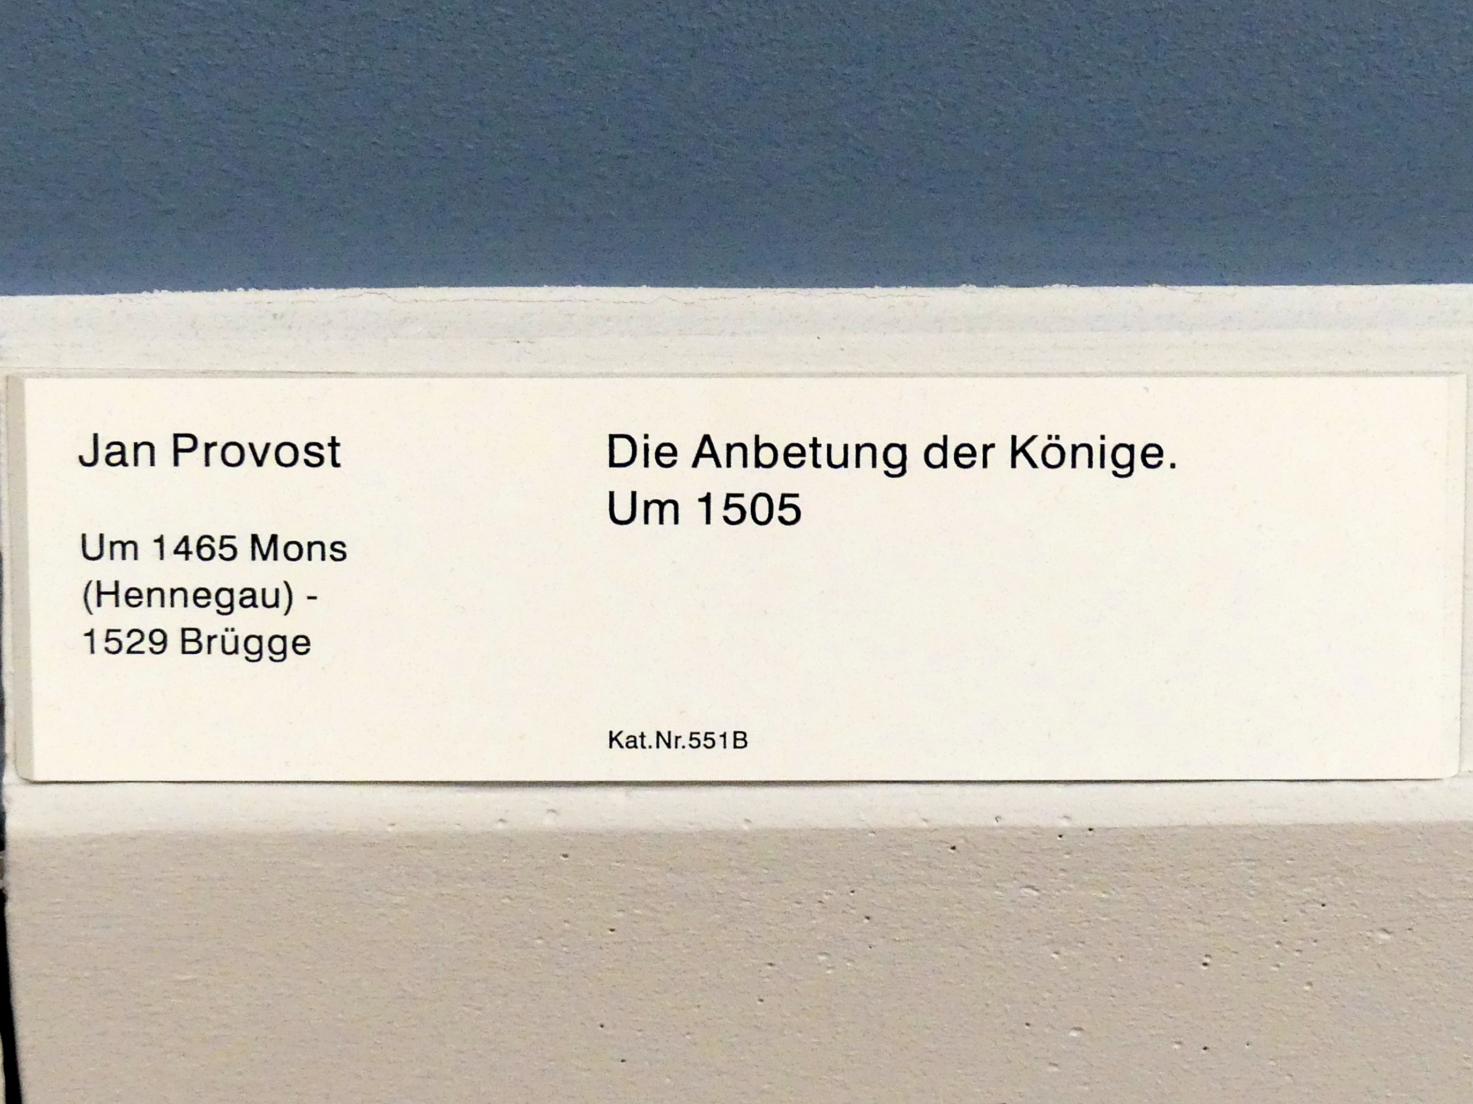 Jan Provost
Um 1465 Mons
(Hennegau) -
1529 Brügge
Die Anbetung der Könige.
Um 1505
Kat.Nr.551B